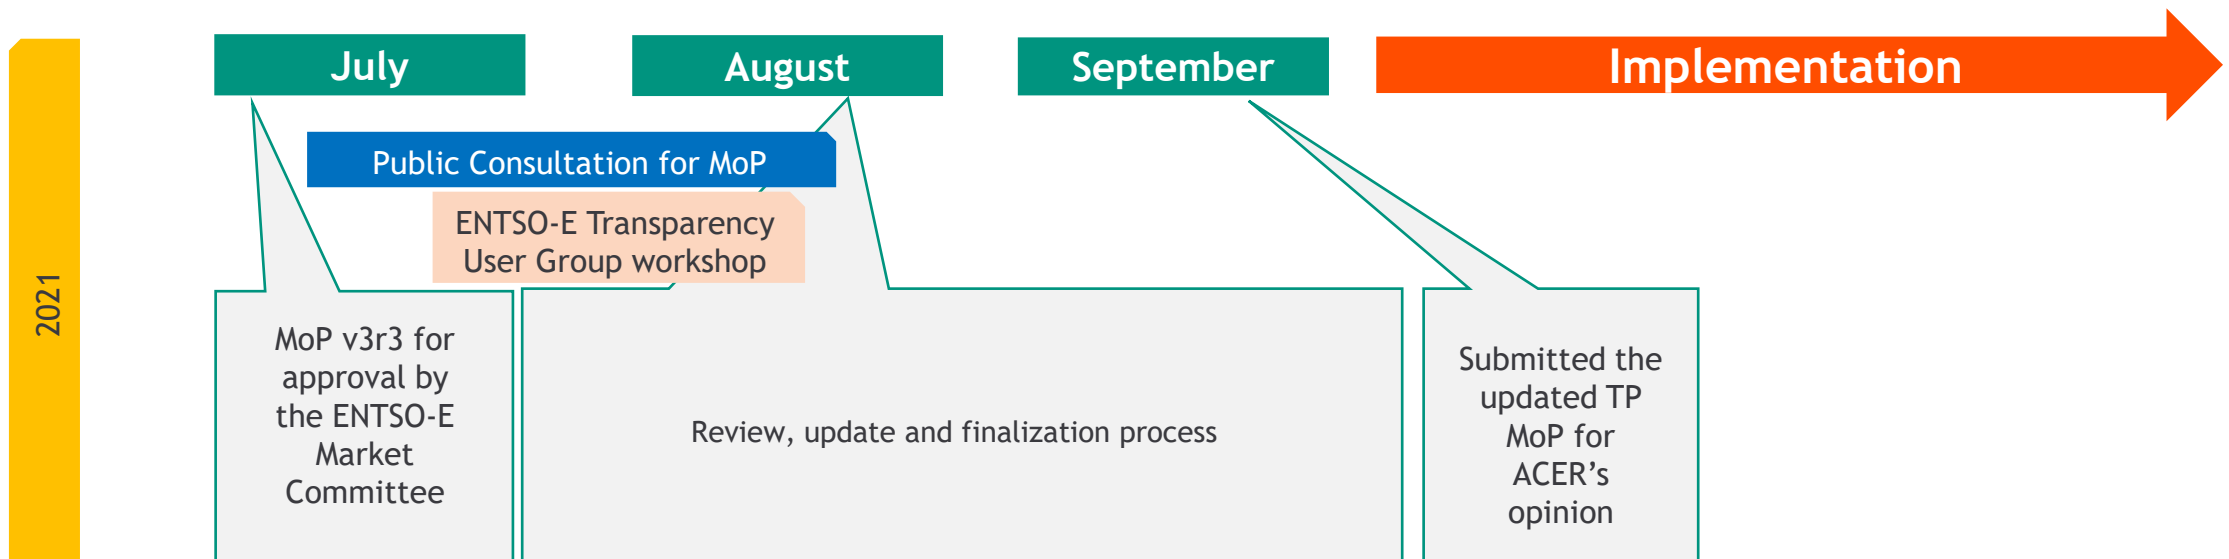 July
August
September
Implementation
Public Consultation for MoP
ENTSO-E Transparency
User Group workshop
2021
MoP v3r3 for
approval by
the ENTSO-E
Market
Committee
Review, update and finalization process
Submitted the
updated TP
MoP for
ACER’s
opinion